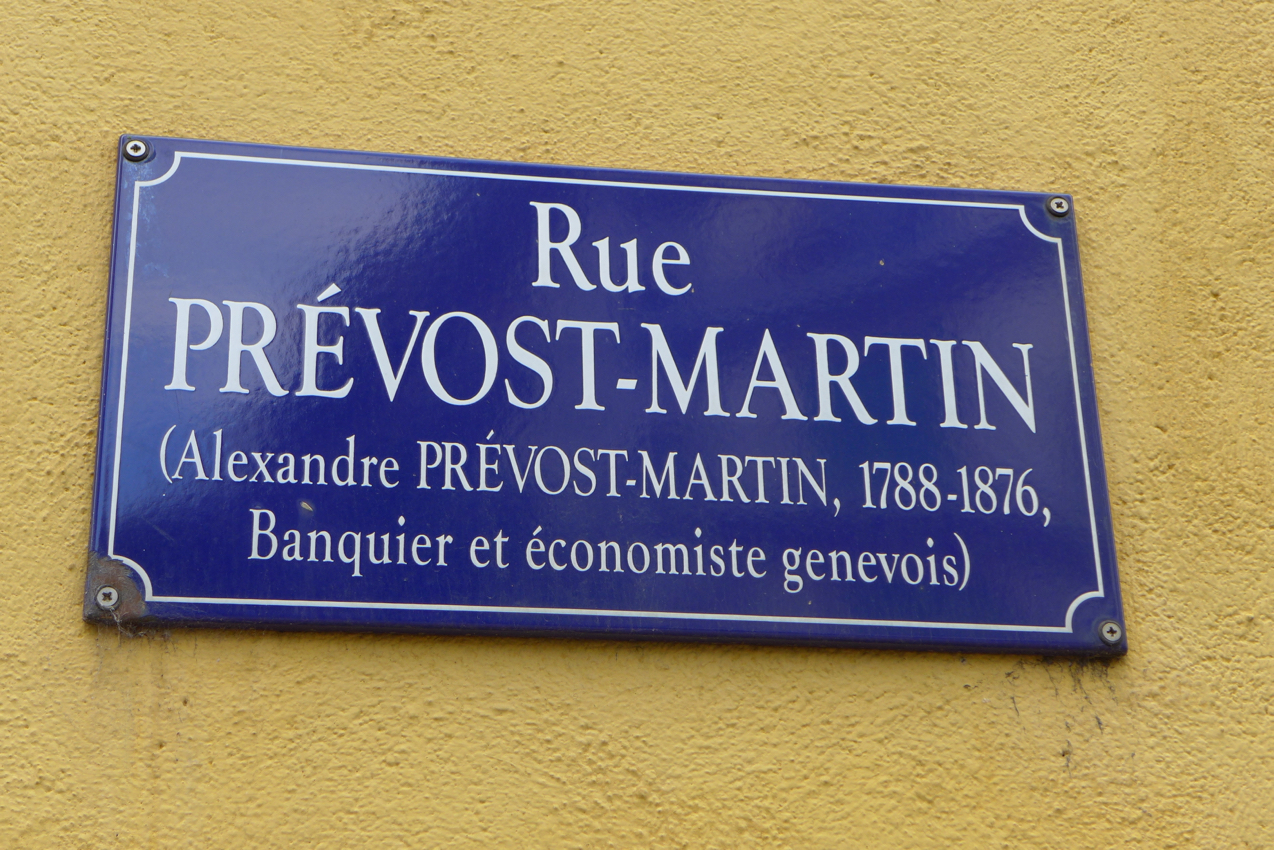 Rue
PRÉVOST-MARTIN
(Alexandre PRÉVOST-MARTIN, 1788-1876,
Banquier et économiste genevois)